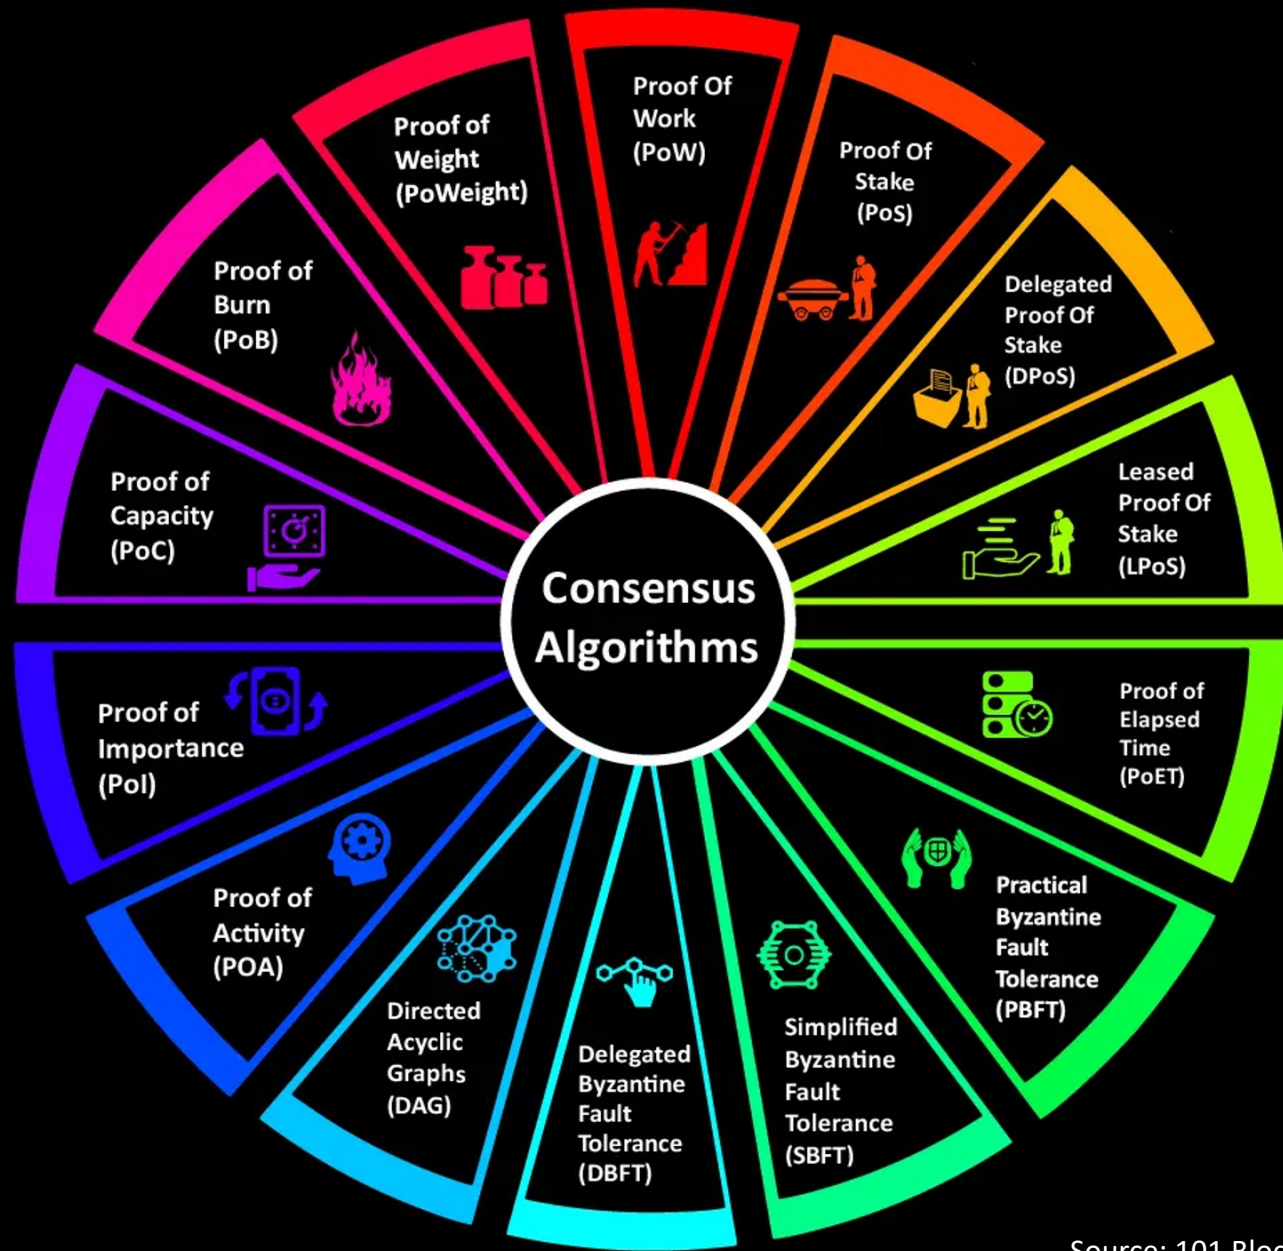 Proof Of
Work
(PoW)
Proof Of
Stake
(PoS)
Delegated
Proof Of
Stake
(DPoS)
Leased
Proof Of
Stake
(LPoS)
Proof of
Elapsed
Time
(PoET)
Practical
Byzantine
Fault
Tolerance
(PBFT)
Simplified
Byzantine
Fault
Tolerance
(SBFT)
Delegated
Byzantine
Fault
Tolerance
(DBFT)
Directed
Acyclic
Graphs
(DAG)
Proof of
Activity
(POA)
Proof of
Importance
(PoI)
Proof of
Capacity
(PoC)
Proof of
Burn
(PoB)
Proof of
Weight
(PoWeight)
Consensus
Algorithms
Source: 101